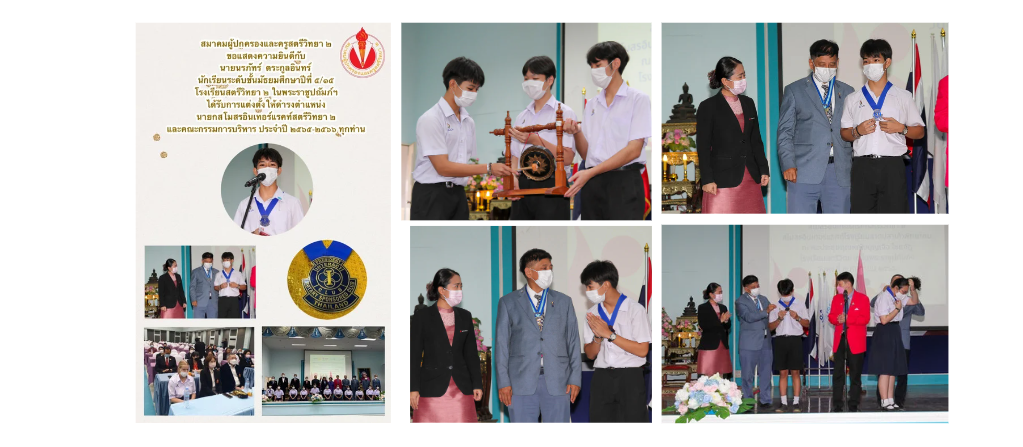 สมาคมผู้ปกครองและครูสตรีวิทยา ๒
ขอแสดงความยินดีกับ
นายนรภัทร์ ตระกูลอินทร์
นักเรียนระดับชั้นมัธยมศึกษาปีที่ ๕/๑๕
โรงเรียนสตรีวิทยา ๒ ในพระราชูปถัมภ์ฯ
ได้รับการแต่งตั้ง ให้ดำรงตำแหน่ง
นายกสโมสรอินเทอร์แรคท์สตรีวิทยา ๒
และคณะกรรมการบริหาร ประจำปี ๒๕๖๕-๒๕๖๖ ทุกท่าน
CLUB
THAILAND